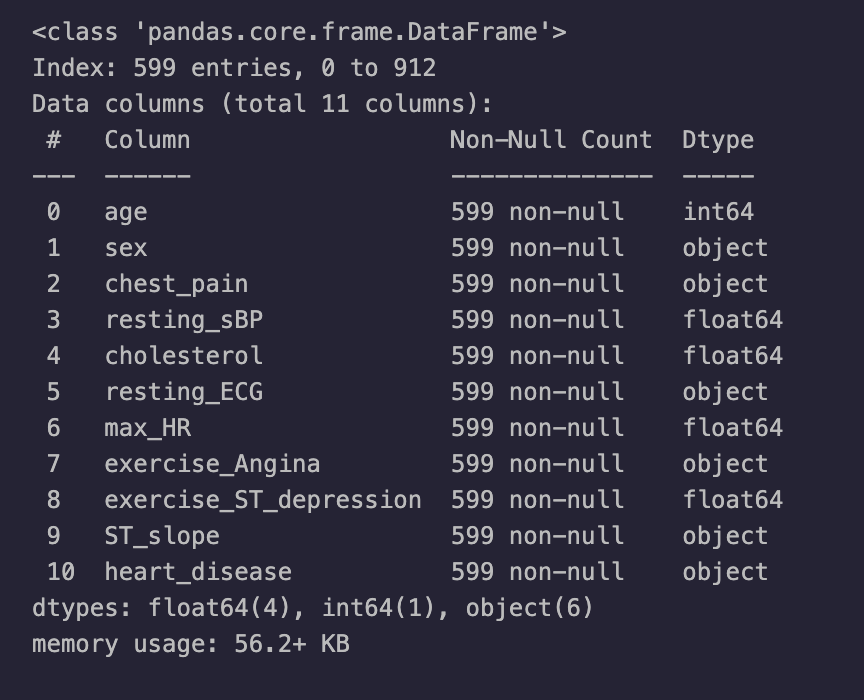 <class 'pandas.core.frame.DataFrame'>
Index: 599 entries, 0 to 912
Data columns (total 11 columns):
 #   Column                  Non-Null Count  Dtype
---  ------                  --------------  -----
 0   age                     599 non-null    int64
 1   sex                     599 non-null    object
 2   chest_pain              599 non-null    object
 3   resting_sBP             599 non-null    float64
 4   cholesterol             599 non-null    float64
 5   resting_ECG             599 non-null    object
 6   max_HR                  599 non-null    float64
 7   exercise_Angina         599 non-null    object
 8   exercise_ST_depression  599 non-null    float64
 9   ST_slope                599 non-null    object
 10  heart_disease           599 non-null    object
dtypes: float64(4), int64(1), object(6)
memory usage: 56.2+ KB